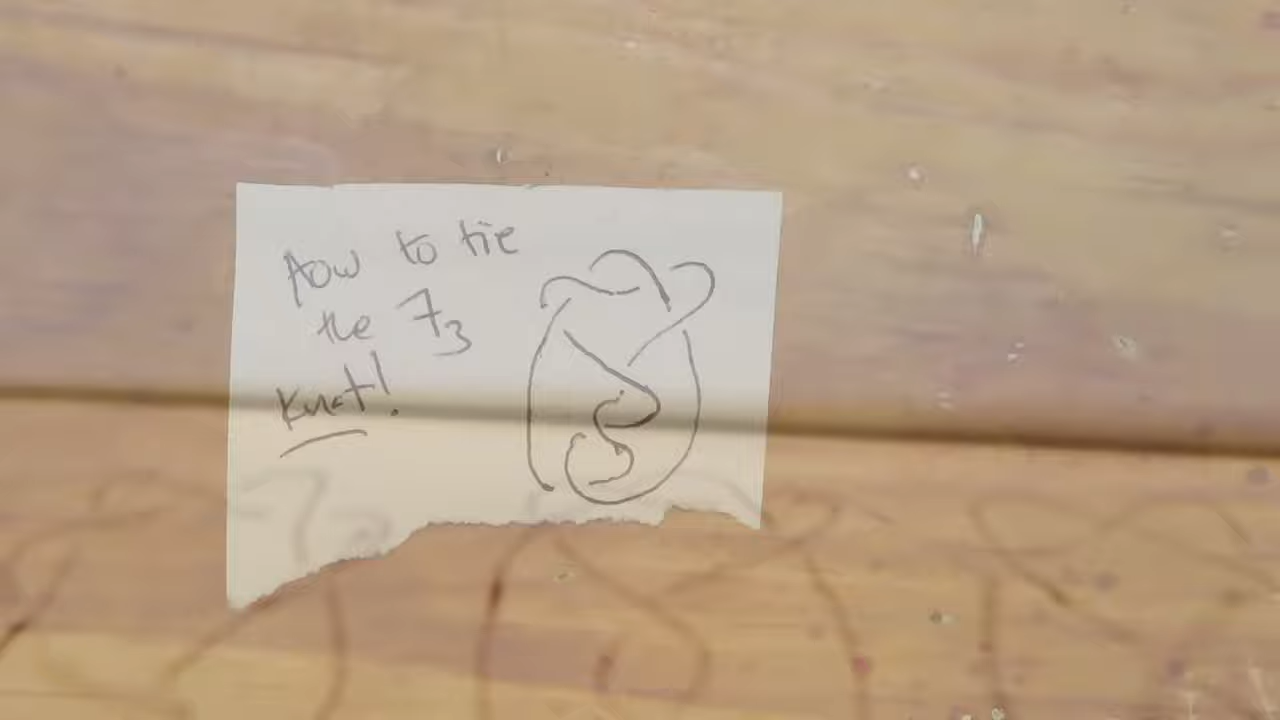 How to tie
the 7₃
Knot!